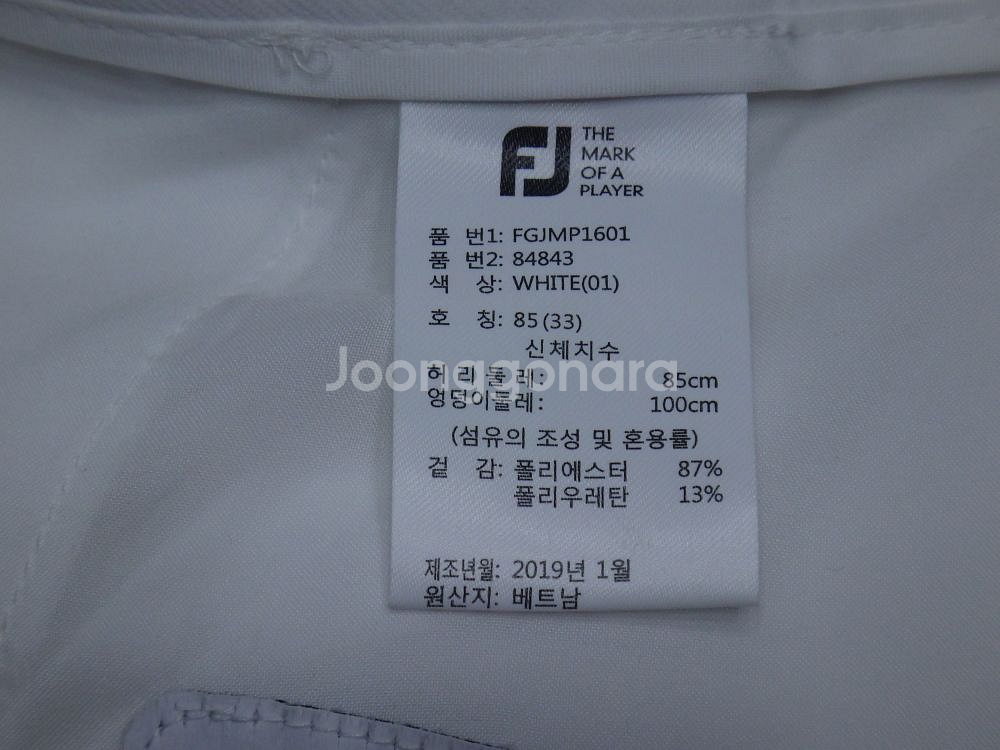 FJ THE
MARK
OF A
PLAYER
품 번1: FGJMP1601
품 번2: 84843
색 상: WHITE(01)
호 칭: 85(33)
신체치수
Joonggonara
허리둘레: 85cm
엉덩이둘레: 100cm
(섬유의 조성 및 혼용률)
겉 감: 폴리에스터 87%
폴리우레탄 13%
제조년월: 2019년 1월
원산지: 베트남